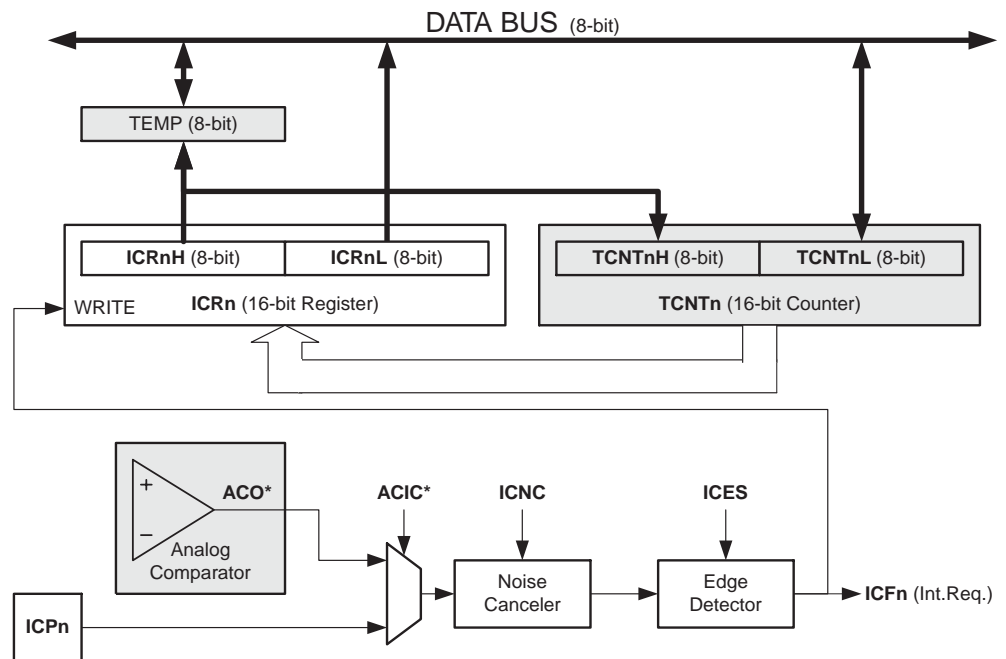 DATA BUS (8-bit)
TEMP (8-bit)
ICRnH (8-bit)
ICRnL (8-bit)
TCNTnH (8-bit)
TCNTnL (8-bit)
WRITE
ICRn (16-bit Register)
TCNTn (16-bit Counter)
+
−
ACO*
Analog
Comparator
ACIC*
ICNC
ICES
Noise
Canceler
Edge
Detector
ICFn (Int.Req.)
ICPn